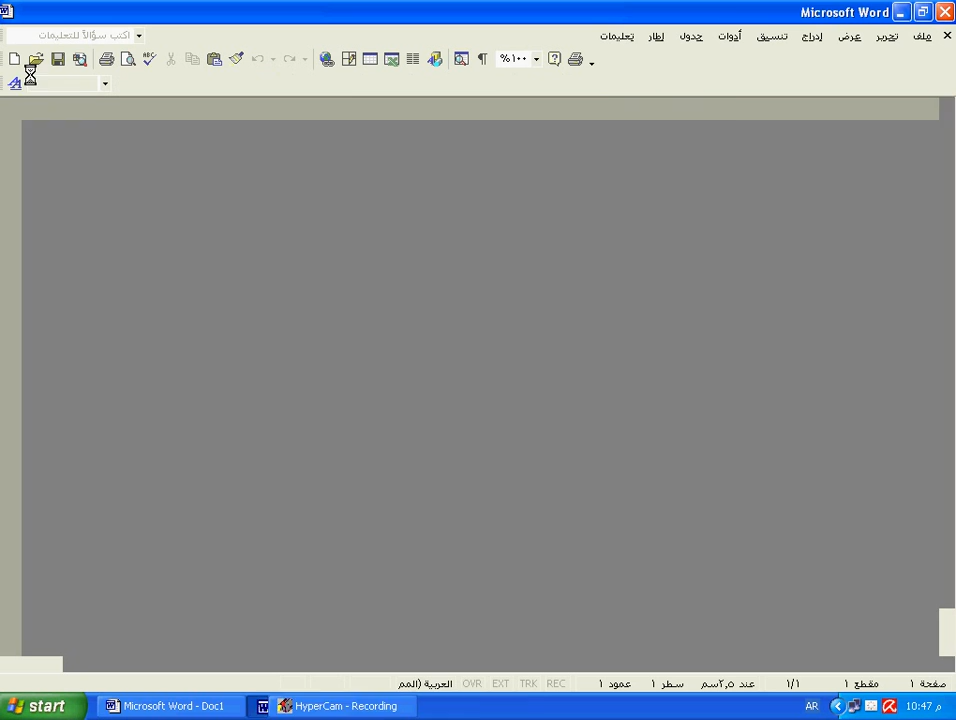 Microsoft Word
ملف تحرير عرض إدراج تنسيق أدوات جدول إطار تعليمات
اكتب سؤالاً للتعليمات
%١٠٠
صفحة ١ مقطع ١ ١/١ عند ٢,٥سم سطر ١ عمود ١ REC TRK EXT OVR العربية (المم
start Microsoft Word - Doc1 HyperCam - Recording AR 10:47 م